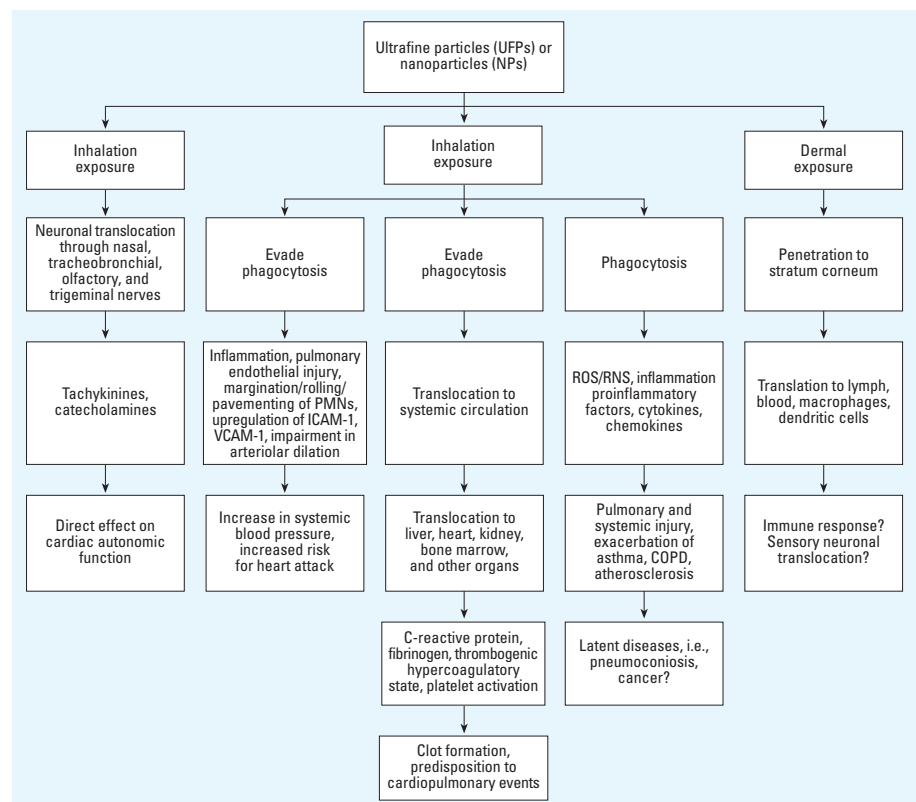 Ultrafine particles (UFPs) or
nanoparticles (NPs)
Inhalation
exposure
Inhalation
exposure
Dermal
exposure
Neuronal translocation
through nasal,
tracheobronchial,
olfactory, and
trigeminal nerves
Evade
phagocytosis
Evade
phagocytosis
Phagocytosis
Penetration to
stratum corneum
Tachykinines,
catecholamines
Inflammation, pulmonary
endothelial injury,
margination/rolling/
pavementing of PMNs,
upregulation of ICAM-1,
VCAM-1, impairment in
arteriolar dilation
Translocation to
systemic circulation
ROS/RNS, inflammation
proinflammatory
factors, cytokines,
chemokines
Translation to lymph,
blood, macrophages,
dendritic cells
Direct effect on
cardiac autonomic
function
Increase in systemic
blood pressure,
increased risk
for heart attack
Translocation to
liver, heart, kidney,
bone marrow,
and other organs
Pulmonary and
systemic injury,
exacerbation of
asthma, COPD,
atherosclerosis
Immune response?
Sensory neuronal
translocation?
C-reactive protein,
fibrinogen, thrombogenic
hypercoagulatory
state, platelet activation
Latent diseases, i.e.,
pneumoconiosis,
cancer?
Clot formation,
predisposition to
cardiopulmonary events